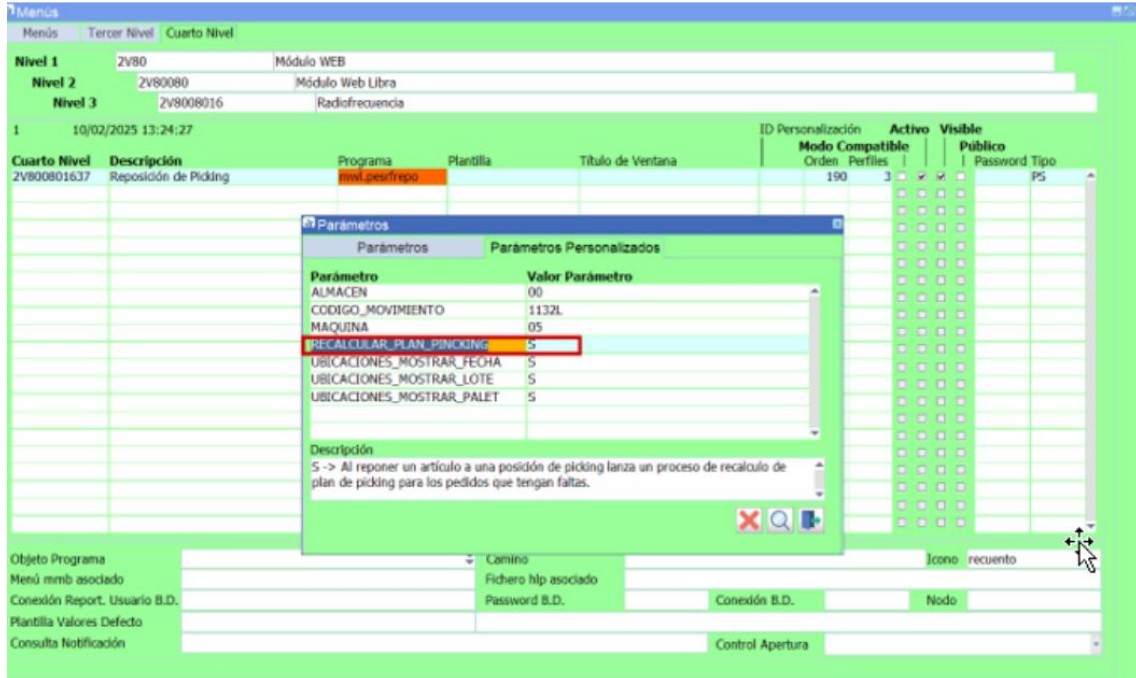 Menús
Menús Tercer Nivel Cuarto Nivel
Nivel 1 2V80 Módulo WEB
Nivel 2 2V80080 Módulo Web Libra
Nivel 3 2V8008016 Radiofrecuencia
1 10/02/2025 13:24:27 ID Personalización Activo Visible
Modo Compatible Público
Cuarto Nivel Descripción Programa Plantilla Título de Ventana Orden Perfiles Password Tipo
2V800801637 Reposición de Picking mwl.pesrfrepo 190 3 PS
Parámetros
Parámetros Parámetros Personalizados
Parámetro Valor Parámetro
ALMACEN 00
CODIGO_MOVIMIENTO 1132L
MAQUINA 05
RECALCULAR_PLAN_PINCKING S
UBICACIONES_MOSTRAR_FECHA S
UBICACIONES_MOSTRAR_LOTE S
UBICACIONES_MOSTRAR_PALET S
Descripción
S -> Al reponer un artículo a una posición de picking lanza un proceso de recalculo de
plan de picking para los pedidos que tengan faltas.
Objeto Programa Camino Icono recuento
Menú mmb asociado Fichero hlp asociado
Conexión Report. Usuario B.D. Password B.D. Conexión B.D. Nodo
Plantilla Valores Defecto
Consulta Notificación Control Apertura